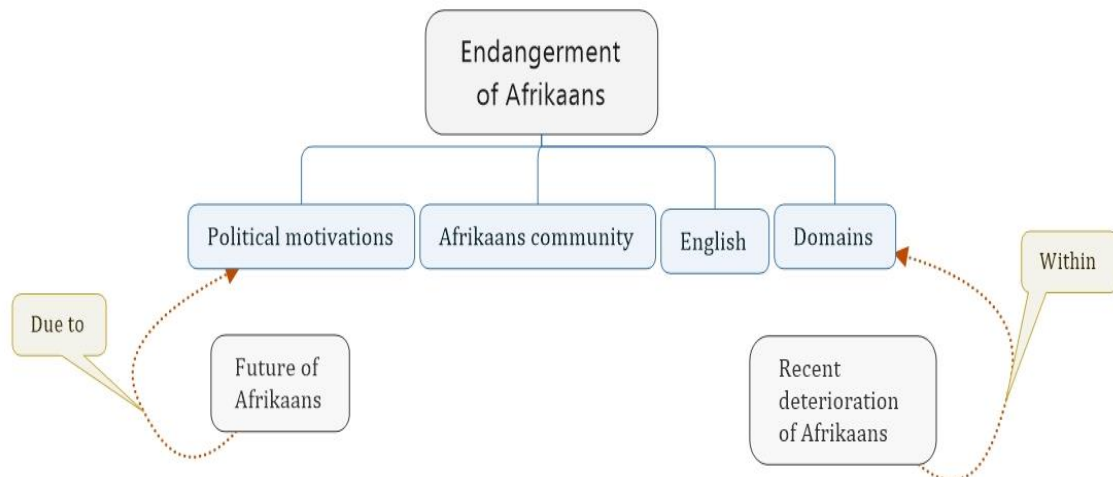 Endangerment
of Afrikaans
Political motivations
Afrikaans community
English
Domains
Within
Due to
Future of
Afrikaans
Recent
deterioration
of Afrikaans